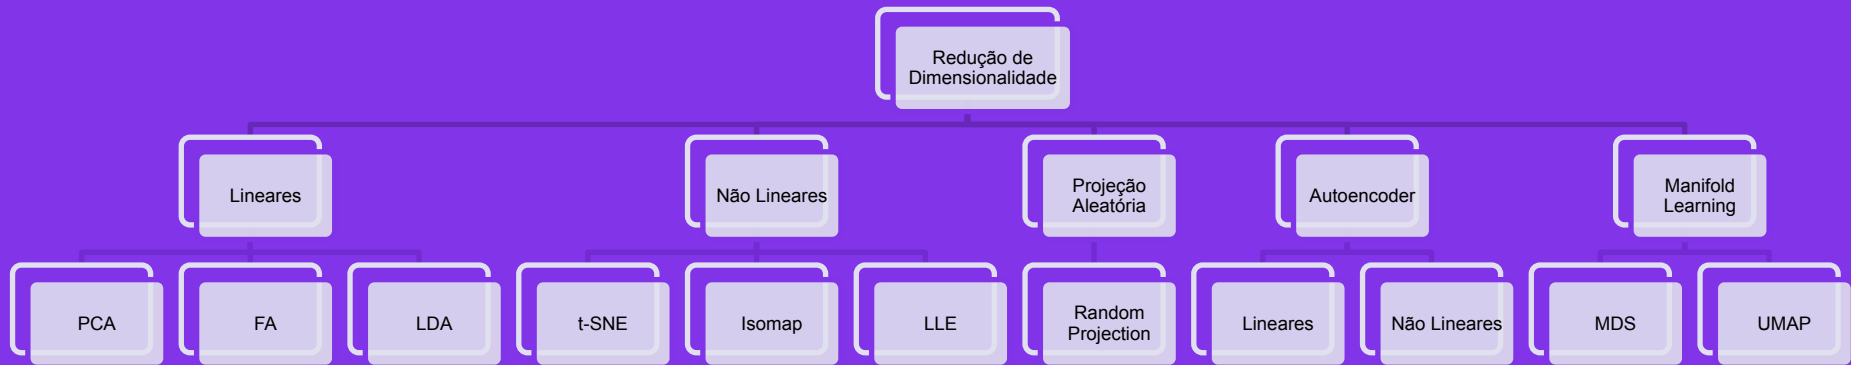 Redução de
Dimensionalidade
Lineares
Não Lineares
Projeção
Aleatória
Autoencoder
Manifold
Learning
PCA
FA
LDA
t-SNE
Isomap
LLE
Random
Projection
Lineares
Não Lineares
MDS
UMAP